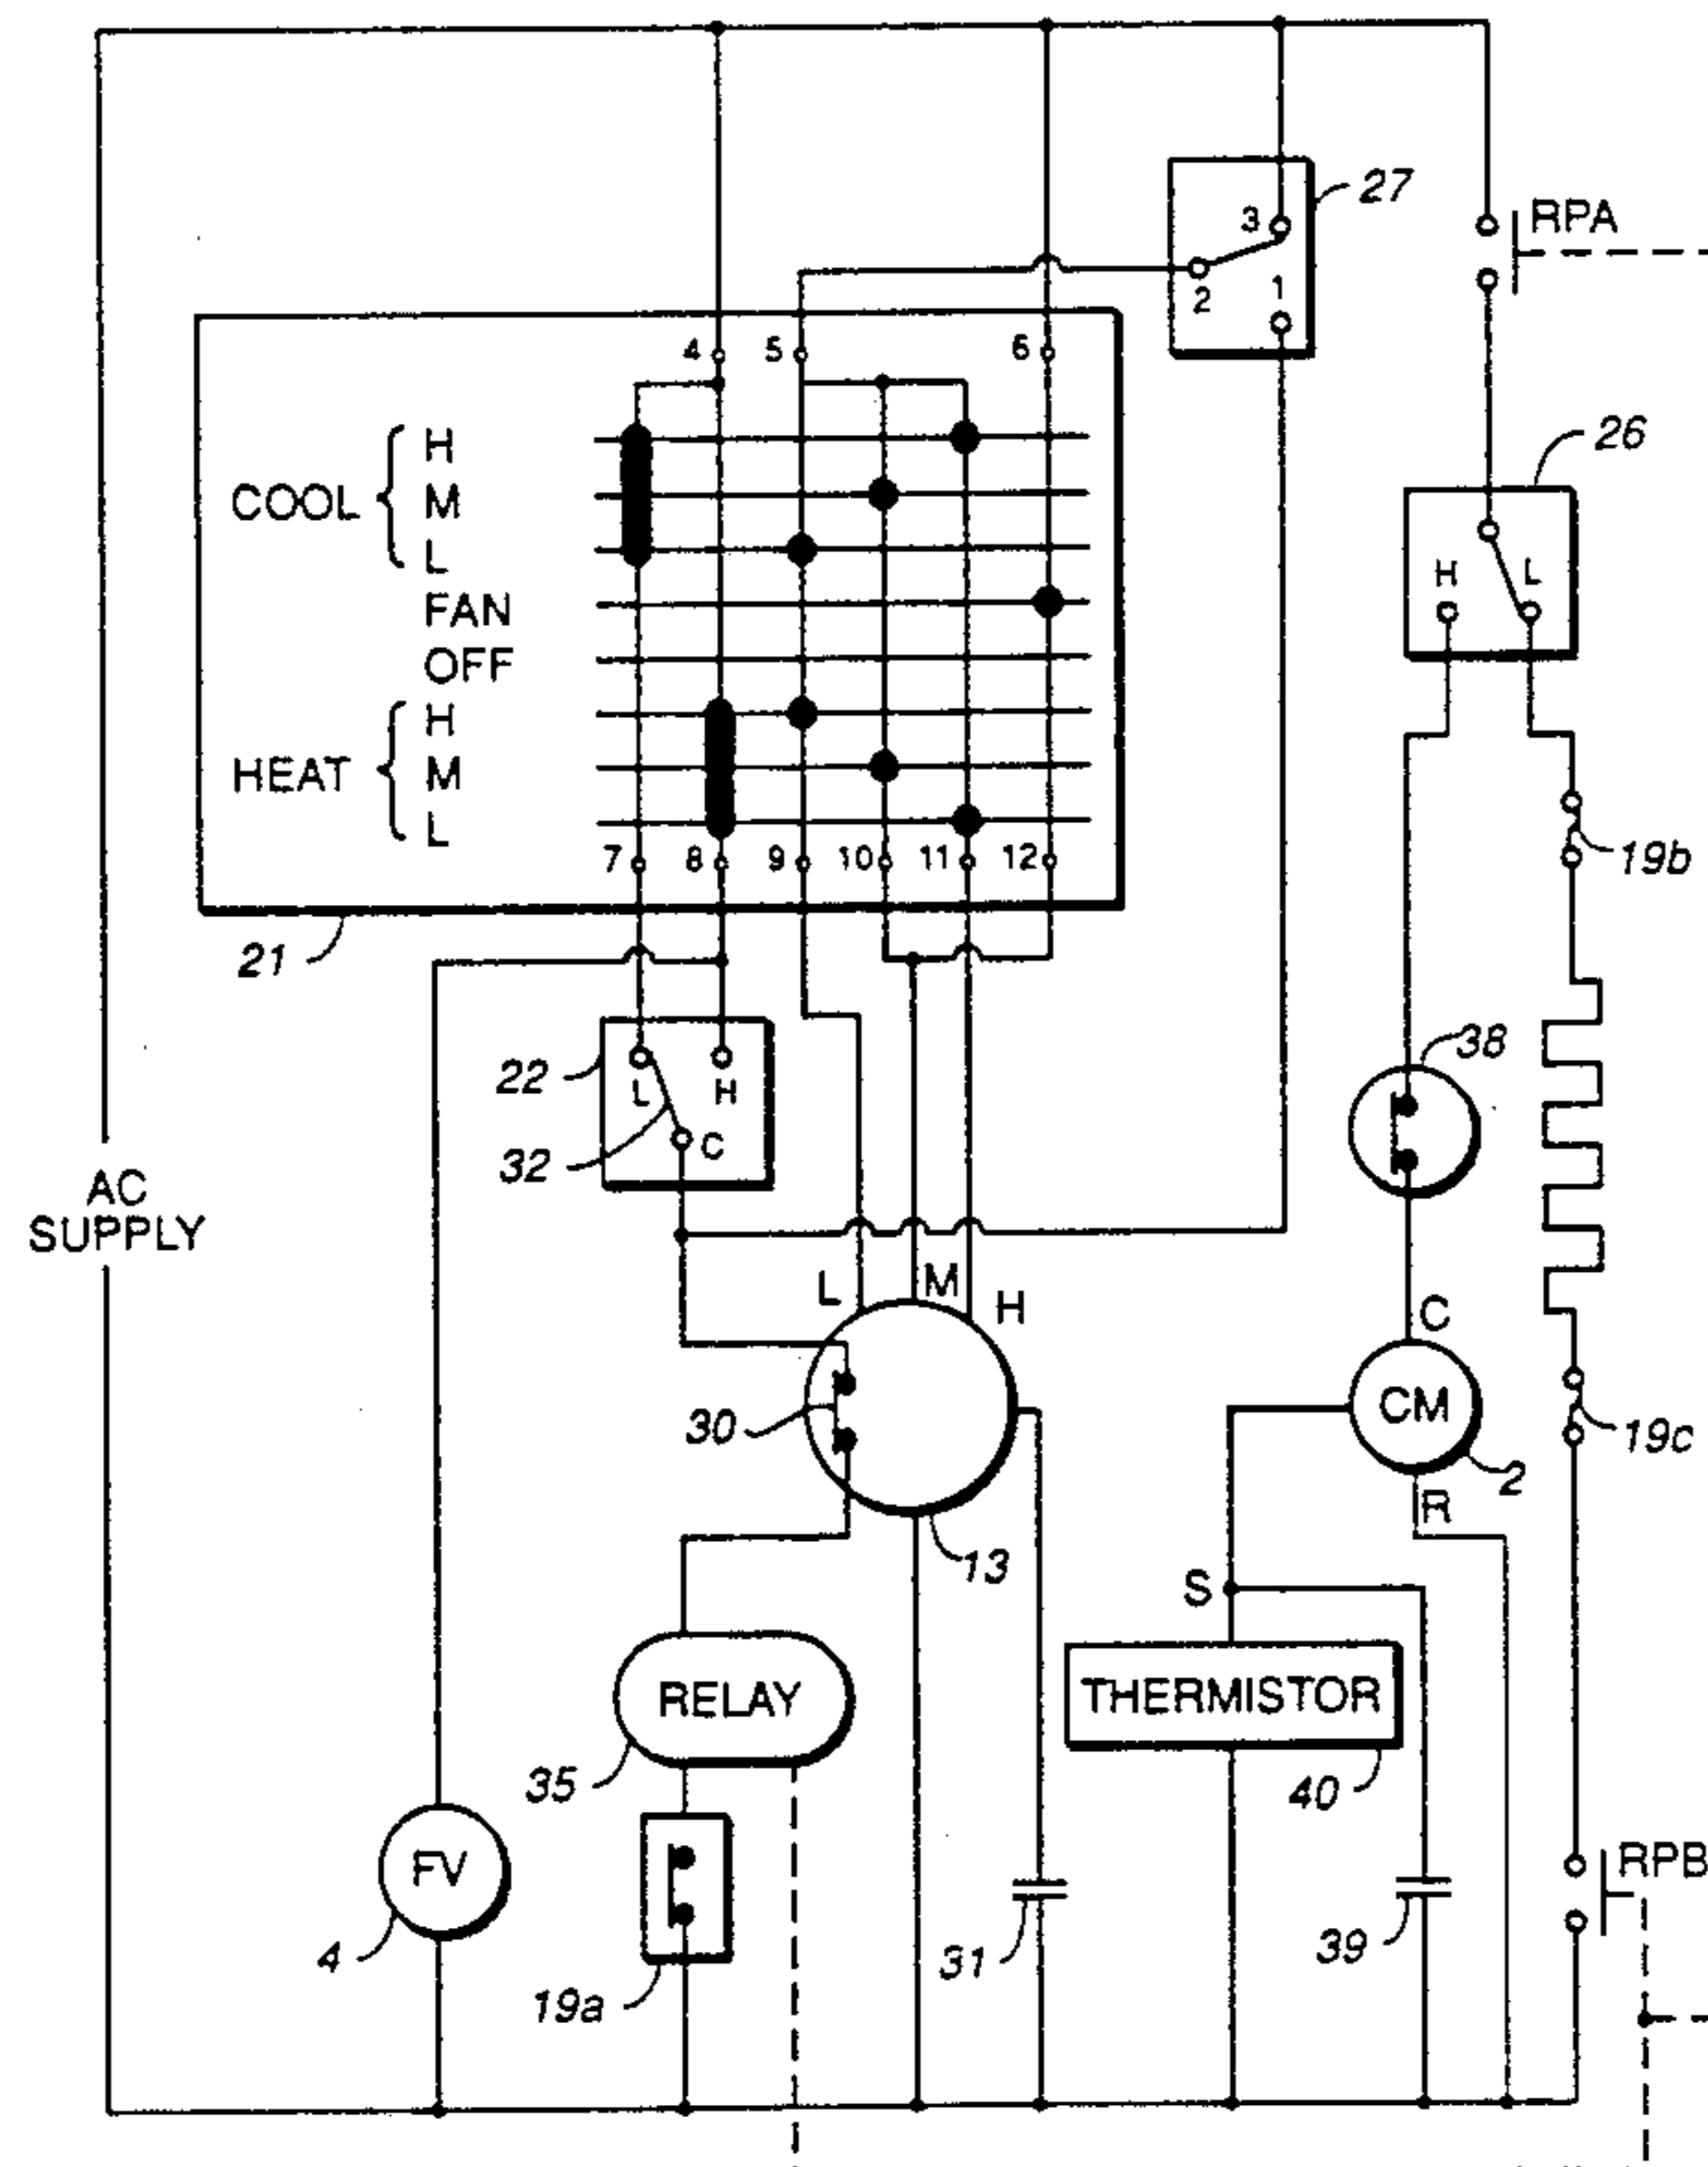 27
RPA
3
2
1
4
5
6
26
COOL
H
M
L
FAN
OFF
HEAT
H
M
L
H
L
7
8
9
10
11
12
19b
21
22
L
H
32
C
38
AC
SUPPLY
L
M
H
C
30
CM
19c
2
R
13
S
RELAY
THERMISTOR
35
40
FV
RPB
4
19a
31
39